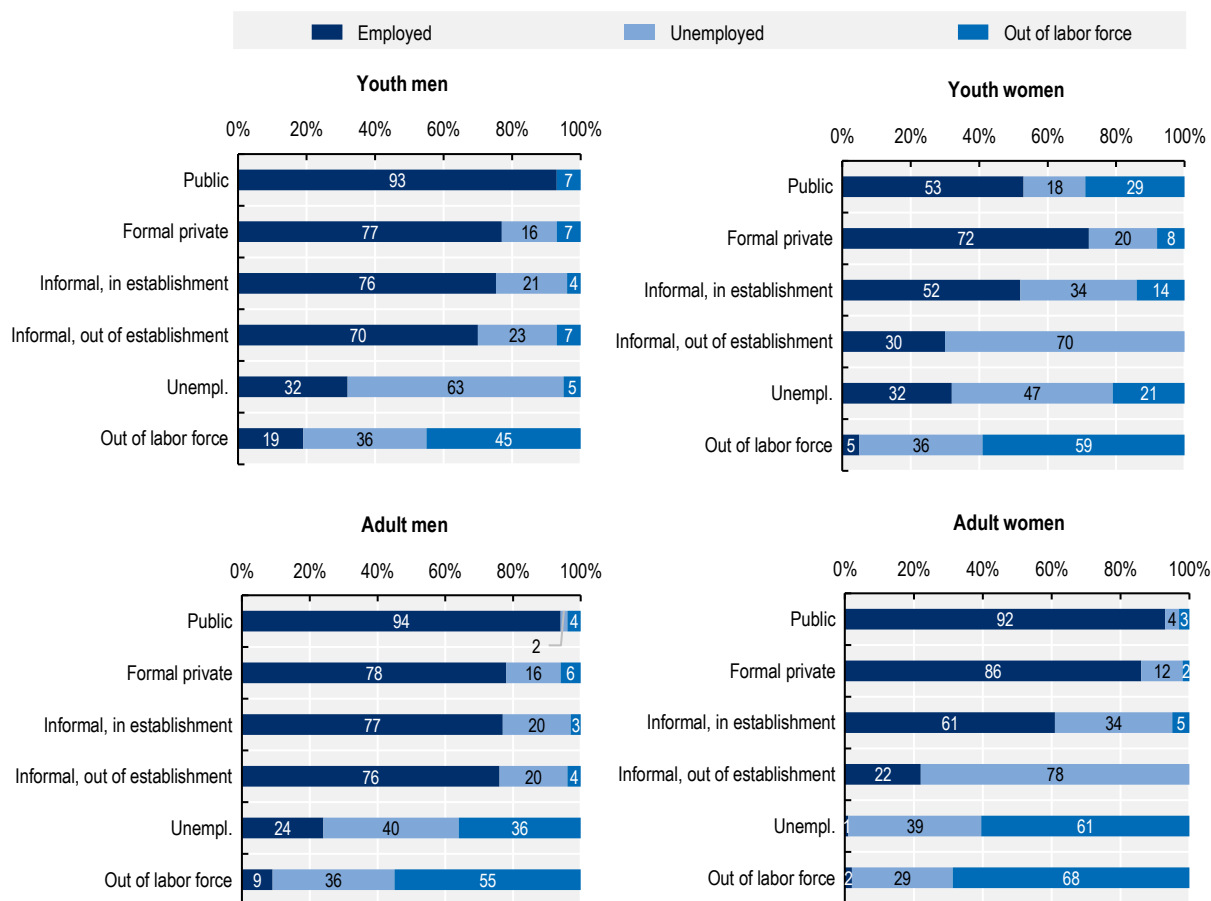 Employed Unemployed Out of labor force
Youth men
0% 20% 40% 60% 80% 100%
Public 93 7
Formal private 77 16 7
Informal, in establishment 76 21 4
Informal, out of establishment 70 23 7
Unempl. 32 63 5
Out of labor force 19 36 45
Youth women
0% 20% 40% 60% 80% 100%
Public 53 18 29
Formal private 72 20 8
Informal, in establishment 52 34 14
Informal, out of establishment 30 70
Unempl. 32 47 21
Out of labor force 5 36 59
Adult men
0% 20% 40% 60% 80% 100%
Public 94 2 4
Formal private 78 16 6
Informal, in establishment 77 20 3
Informal, out of establishment 76 20 4
Unempl. 24 40 36
Out of labor force 9 36 55
Adult women
0% 20% 40% 60% 80% 100%
Public 92 4 3
Formal private 86 12 2
Informal, in establishment 61 34 5
Informal, out of establishment 22 78
Unempl. 1 39 61
Out of labor force 2 29 68